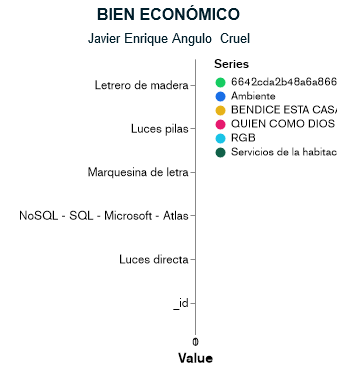 BIEN ECONÓMICO
Javier Enrique Angulo Cruel
Series
6642cda2b48a6a866
Ambiente
BENDICE ESTA CASA
QUIEN COMO DIOS
RGB
Servicios de la habitac
Letrero de madera
Luces pilas
Marquesina de letra
NoSQL - SQL - Microsoft - Atlas
Luces directa
_id
0
Value